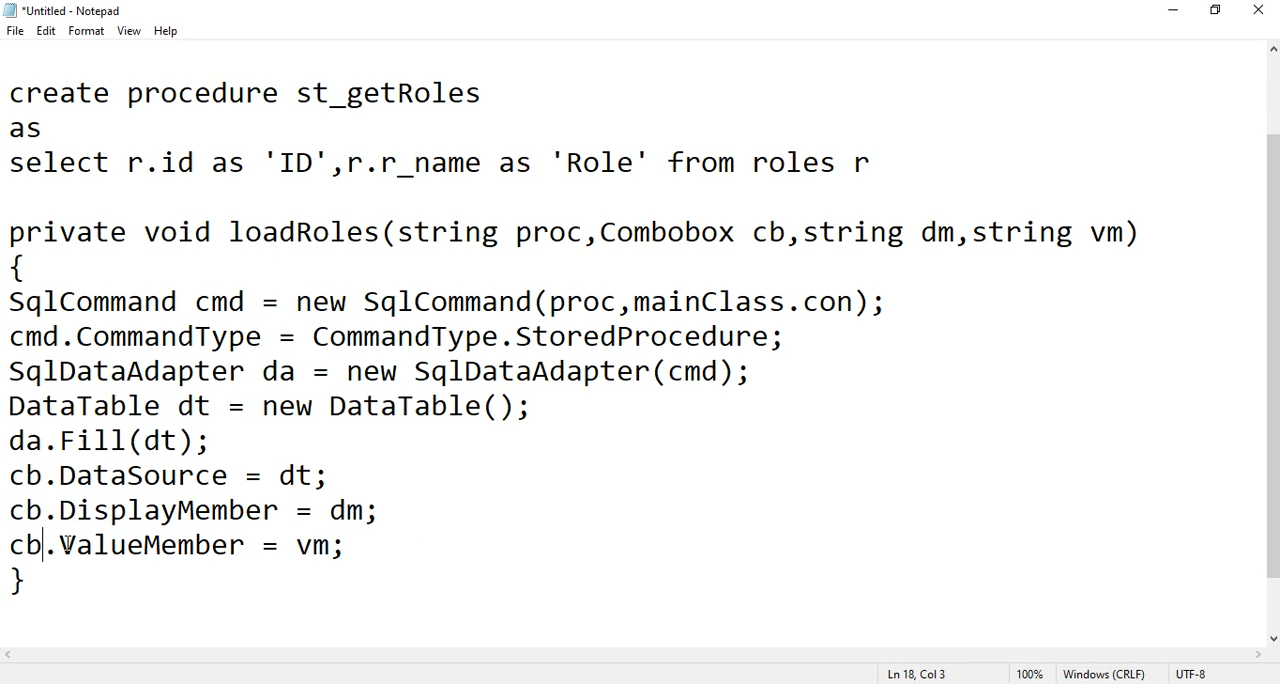 *Untitled - Notepad
File Edit Format View Help
create procedure st_getRoles
as
select r.id as 'ID',r.r_name as 'Role' from roles r
private void loadRoles(string proc,Combobox cb,string dm,string vm)
{
SqlCommand cmd = new SqlCommand(proc,mainClass.con);
cmd.CommandType = CommandType.StoredProcedure;
SqlDataAdapter da = new SqlDataAdapter(cmd);
DataTable dt = new DataTable();
da.Fill(dt);
cb.DataSource = dt;
cb.DisplayMember = dm;
cb.ValueMember = vm;
}
Ln 18, Col 3 100% Windows (CRLF) UTF-8